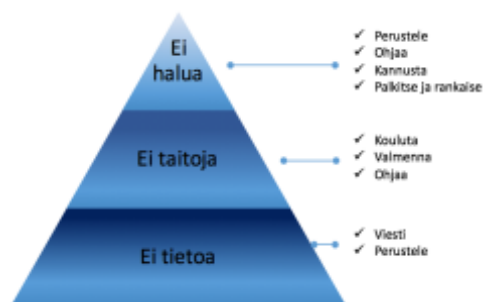 Ei
halua
✓ Perustele
✓ Ohjaa
✓ Kannusta
✓ Palkitse ja rankaise
Ei taitoja
✓ Kouluta
✓ Valmenna
✓ Ohjaa
Ei tietoa
✓ Viesti
✓ Perustele